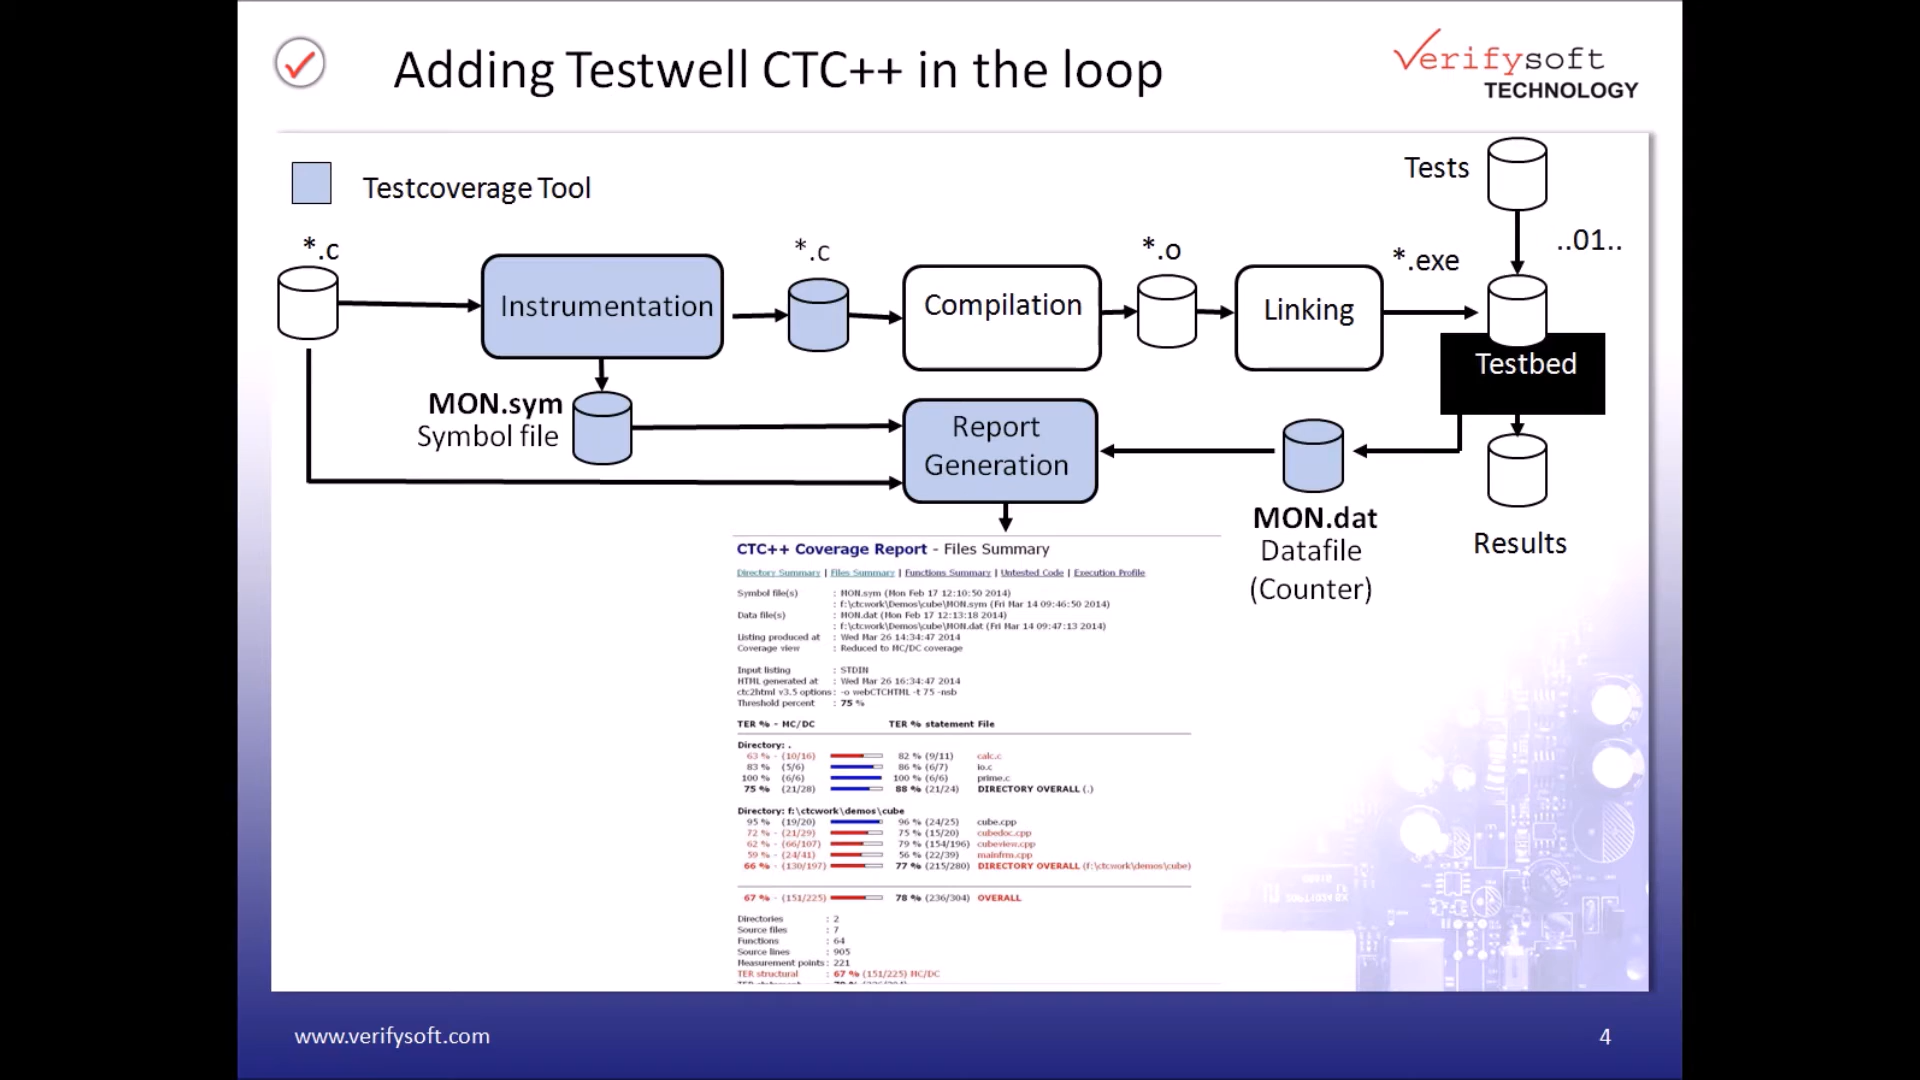 Adding Testwell CTC++ in the loop
verifysoft
TECHNOLOGY
Tests
Testcoverage Tool
..01..
*.c
*.c
*.o
*.exe
Instrumentation
Compilation
Linking
Testbed
MON.sym
Symbol file
Report
Generation
MON.dat
Datafile
(Counter)
Results
CTC++ Coverage Report - Files Summary
Directory Summary | Files Summary | Functions Summary | Untested Code | Execution Profile
Symbol file(s) : MON.sym (Mon Feb 17 12:10:50 2014)
: f:\ctcwork\Demos\cube\MON.sym (Fri Mar 14 09:46:50 2014)
Data file(s) : MON.dat (Mon Feb 17 12:13:18 2014)
: f:\ctcwork\Demos\cube\MON.dat (Fri Mar 14 09:47:13 2014)
Listing produced at : Wed Mar 26 14:34:47 2014
Coverage view : Reduced to MC/DC coverage
Input listing : STDIN
HTML generated at : Wed Mar 26 16:34:47 2014
ctc2html v3.5 options : -o webCTCHTML -t 75 -nsb
Threshold percent : 75 %
TER % - MC/DC TER % statement File
Directory: .
63 % - (10/16) 82 % (9/11) calc.c
83 % (5/6) 86 % (6/7) io.c
100 % (6/6) 100 % (6/6) prime.c
75 % (21/28) 88 % (21/24) DIRECTORY OVERALL (.)
Directory: f:\ctcwork\demos\cube
95 % (19/20) 96 % (24/25) cube.cpp
72 % - (21/29) 75 % (15/20) cubedoc.cpp
62 % - (66/107) 79 % (154/196) cubeview.cpp
59 % - (24/41) 56 % (22/39) mainfrm.cpp
66 % - (130/197) 77 % (215/280) DIRECTORY OVERALL (f:\ctcwork\demos\cube)
67 % - (151/225) 78 % (236/304) OVERALL
Directories : 2
Source files : 7
Functions : 64
Source lines : 905
Measurement points : 221
TER structural : 67 % (151/225) MC/DC
www.verifysoft.com
4